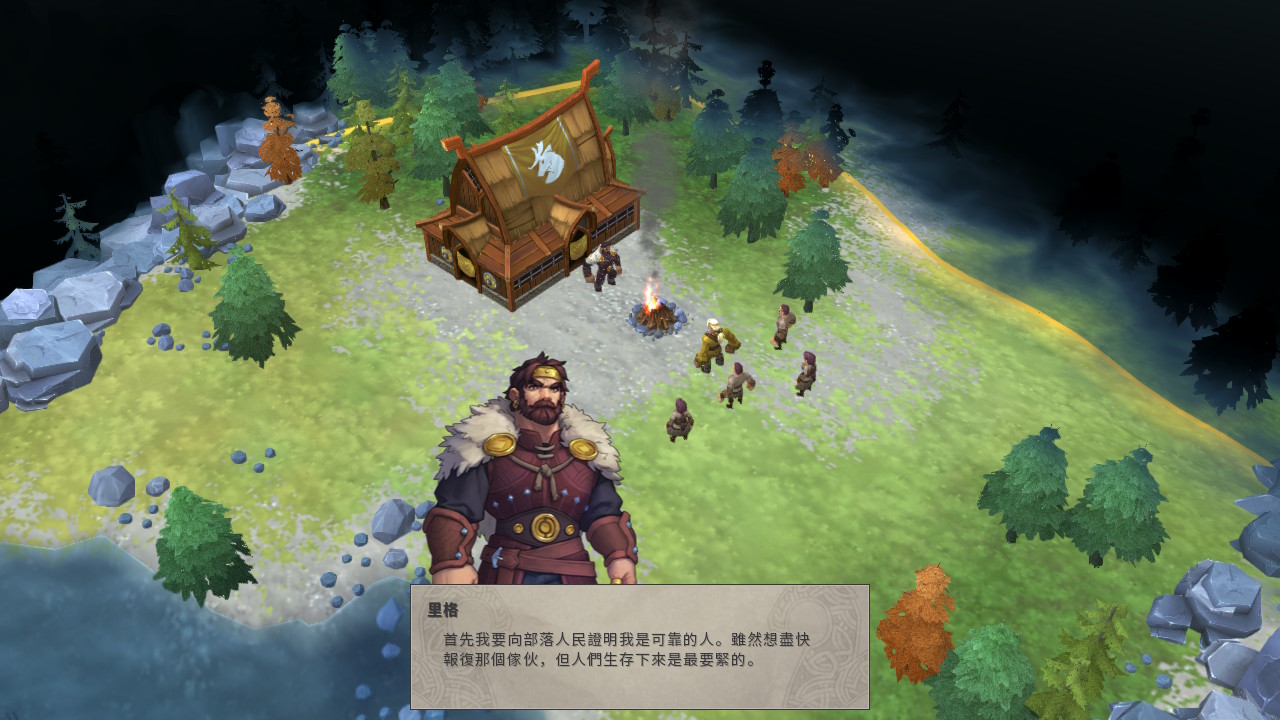 里格
首先我要向部落人民證明我是可靠的人。雖然想盡快
報復那個傢伙，但人們生存下來是最要緊的。